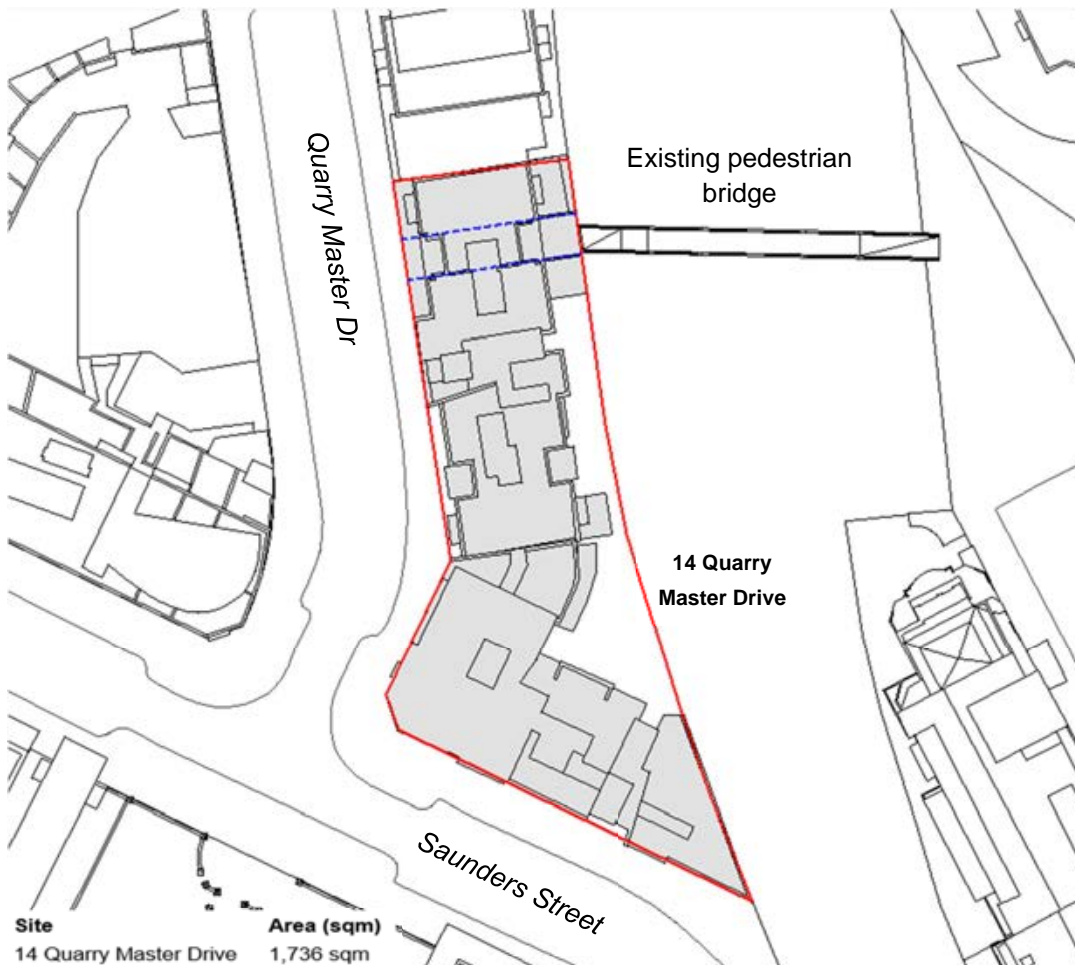 Quarry Master Dr
Existing pedestrian
bridge
14 Quarry
Master Drive
Saunders Street
Site Area (sqm)
14 Quarry Master Drive 1,736 sqm